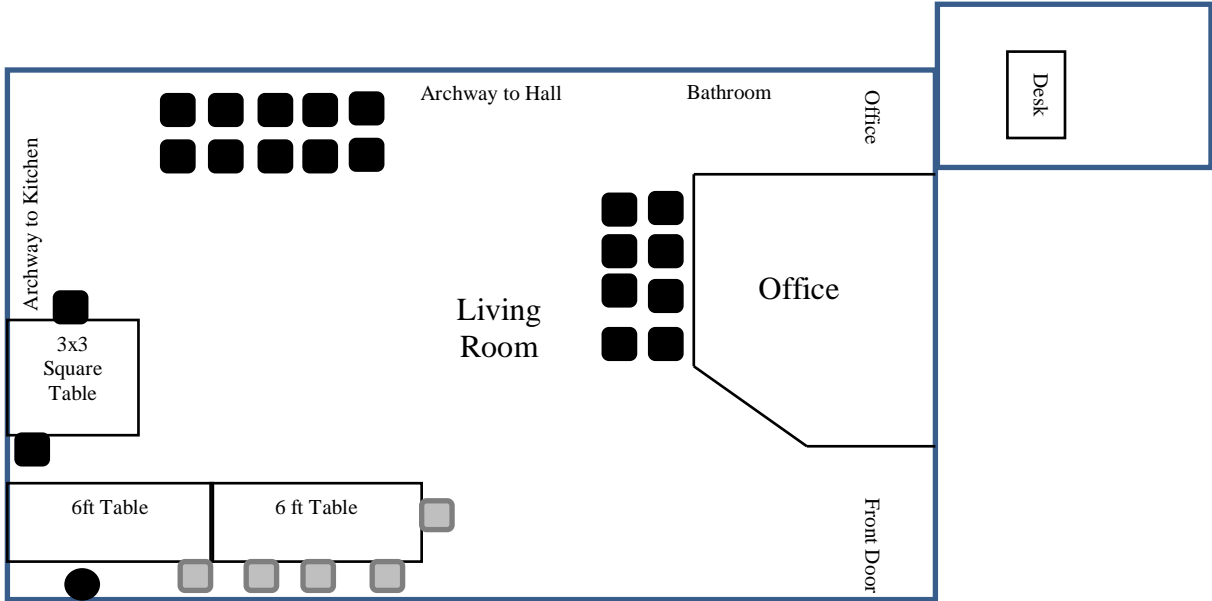 Archway to Hall
Bathroom
Office
Desk
Archway to Kitchen
Office
Living
Room
3x3
Square
Table
6ft Table
6 ft Table
Front Door